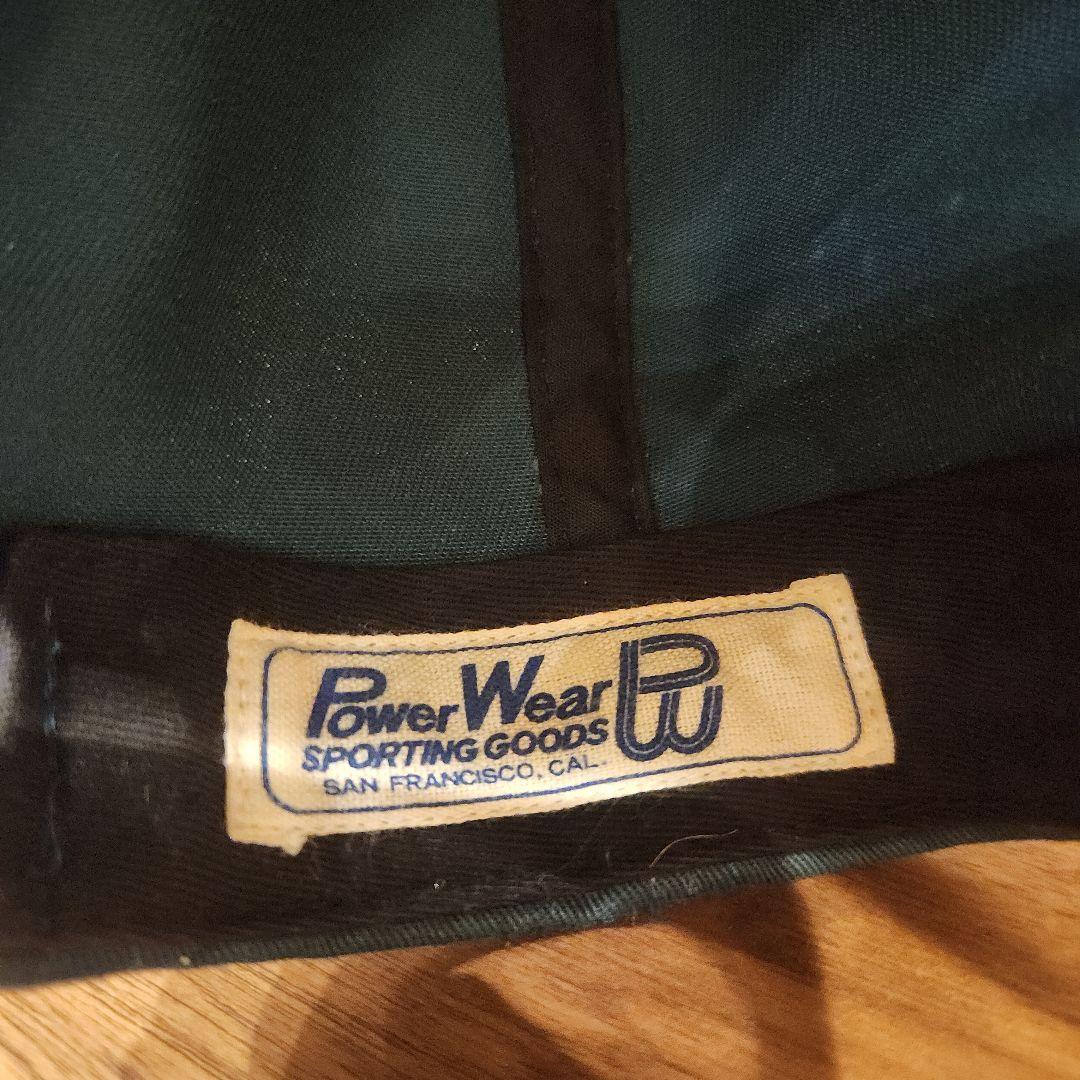 Power Wear
SPORTING GOODS
SAN FRANCISCO, CAL.
PW